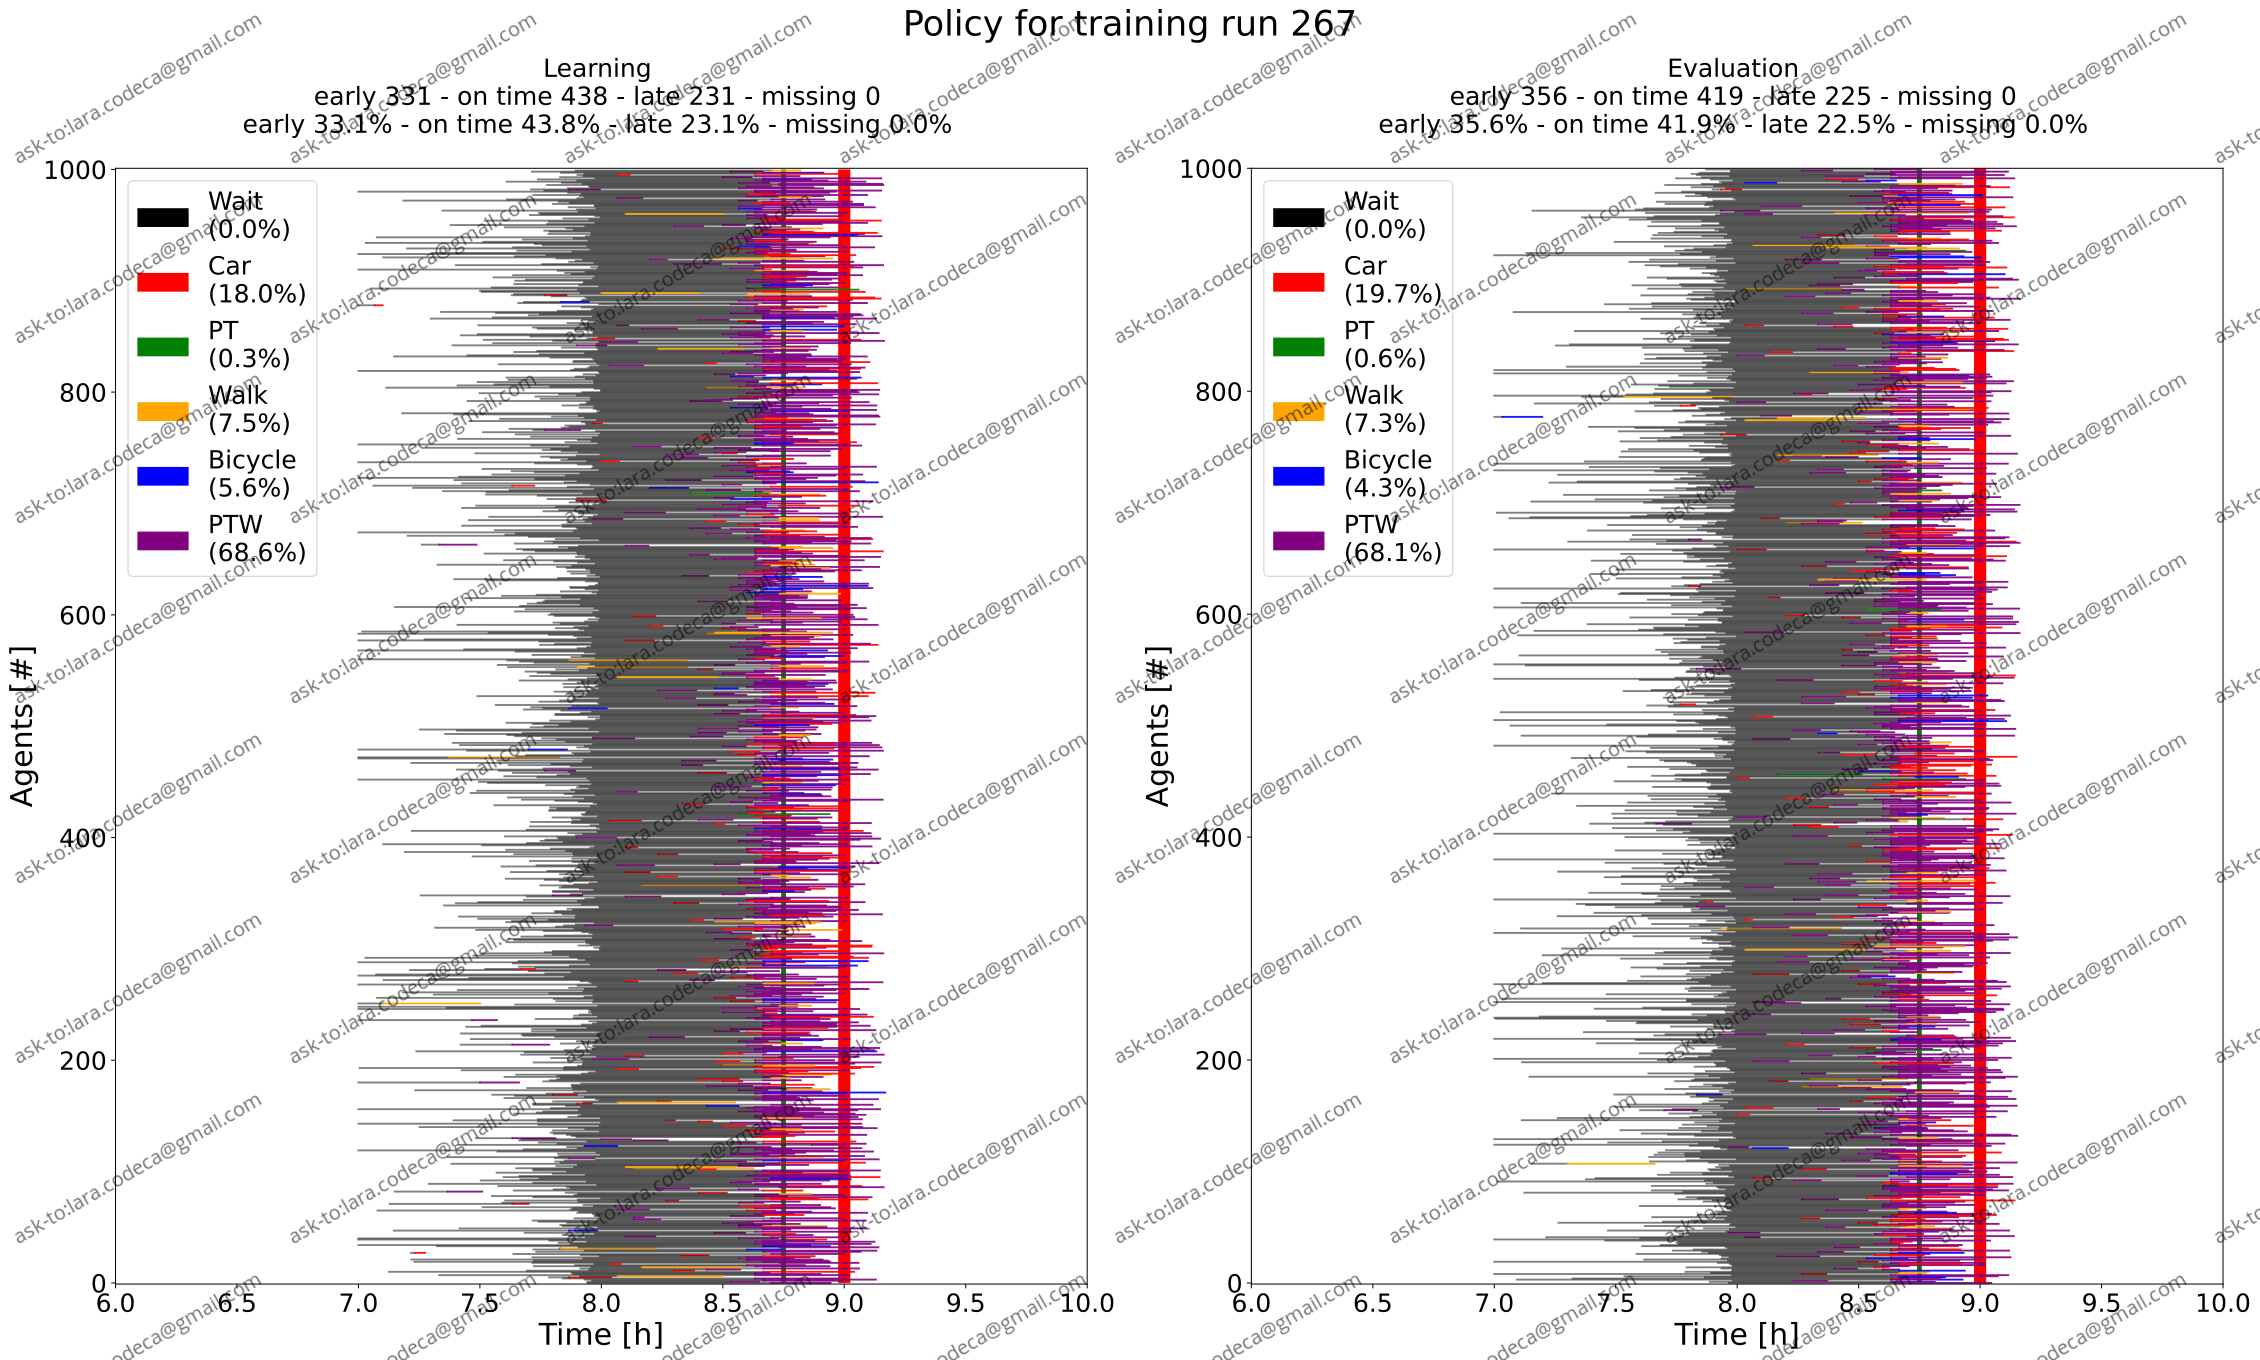 Policy for training run 267
Learning
early 331 - on time 438 - late 231 - missing 0
early 33.1% - on time 43.8% - late 23.1% - missing 0.0%
1000
800
600
400
200
0
Agents [#]
Wait
(0.0%)
Car
(18.0%)
PT
(0.3%)
Walk
(7.5%)
Bicycle
(5.6%)
PTW
(68.6%)
6.0 6.5 7.0 7.5 8.0 8.5 9.0 9.5 10.0
Time [h]
Evaluation
early 356 - on time 419 - late 225 - missing 0
early 35.6% - on time 41.9% - late 22.5% - missing 0.0%
1000
800
600
400
200
0
Agents [#]
Wait
(0.0%)
Car
(19.7%)
PT
(0.6%)
Walk
(7.3%)
Bicycle
(4.3%)
PTW
(68.1%)
6.0 6.5 7.0 7.5 8.0 8.5 9.0 9.5 10.0
Time [h]
ask-to:lara.codeca@gmail.com